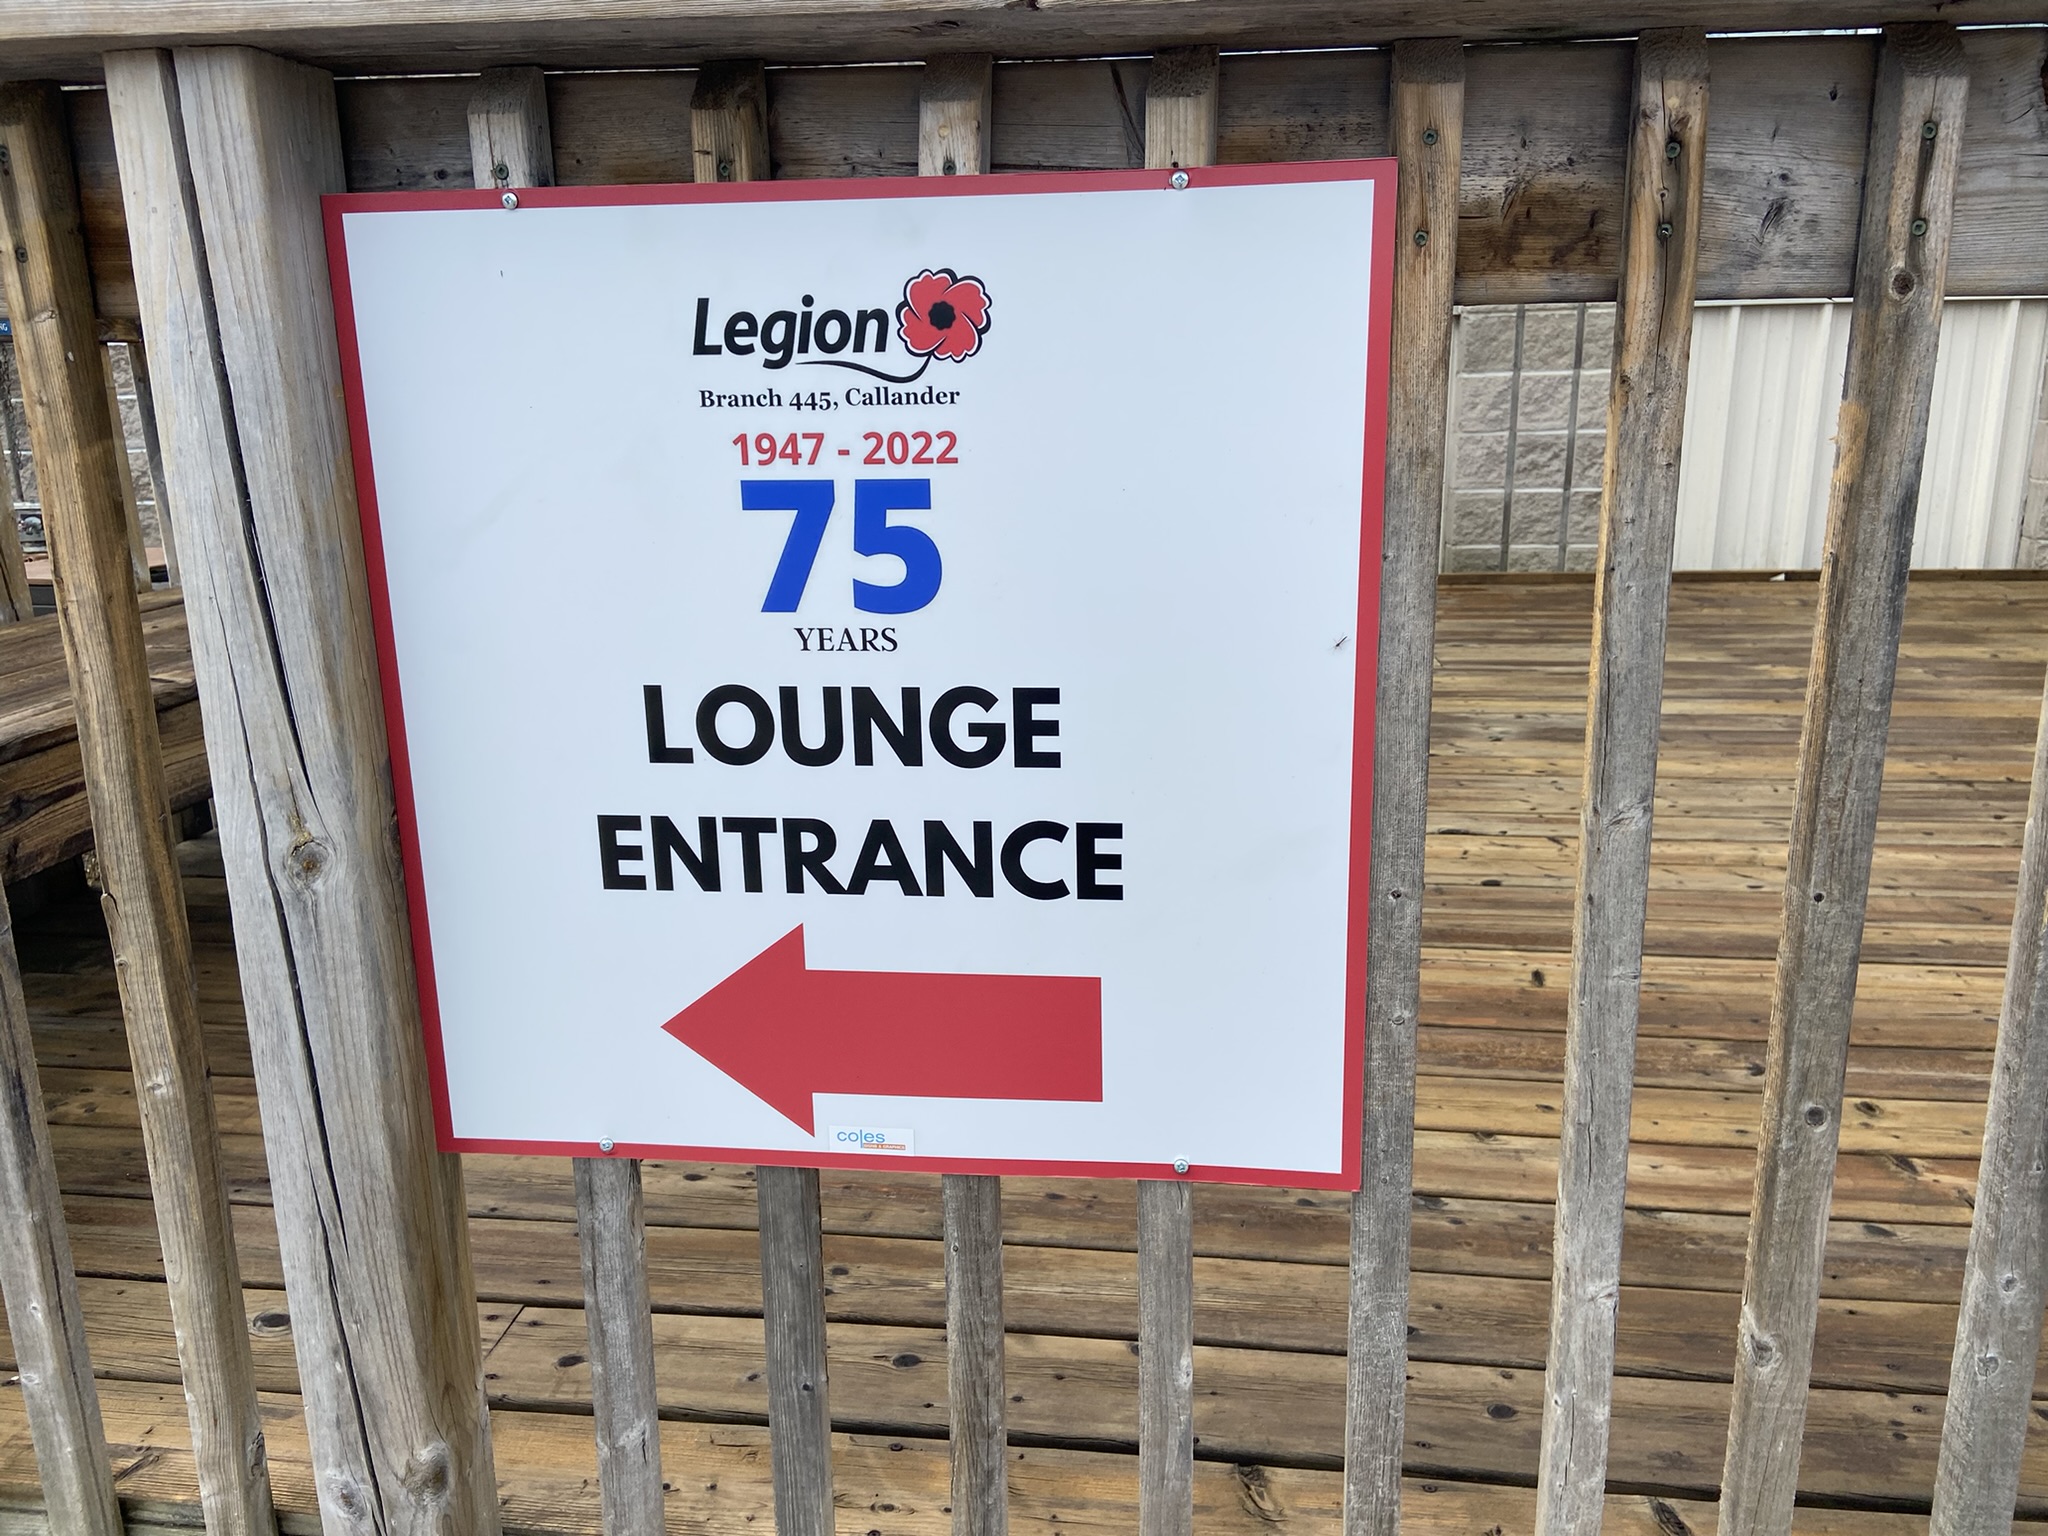 Legion
Branch 445, Callander
1947 - 2022
75
YEARS
LOUNGE
ENTRANCE
coles